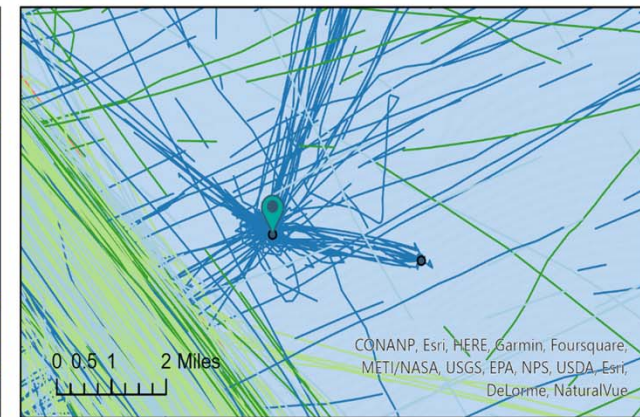 CONANP, Esri, HERE, Garmin, Foursquare,
0 0.5 1 2 Miles
METI/NASA, USGS, EPA, NPS, USDA, Esri,
DeLorme, NaturalVue